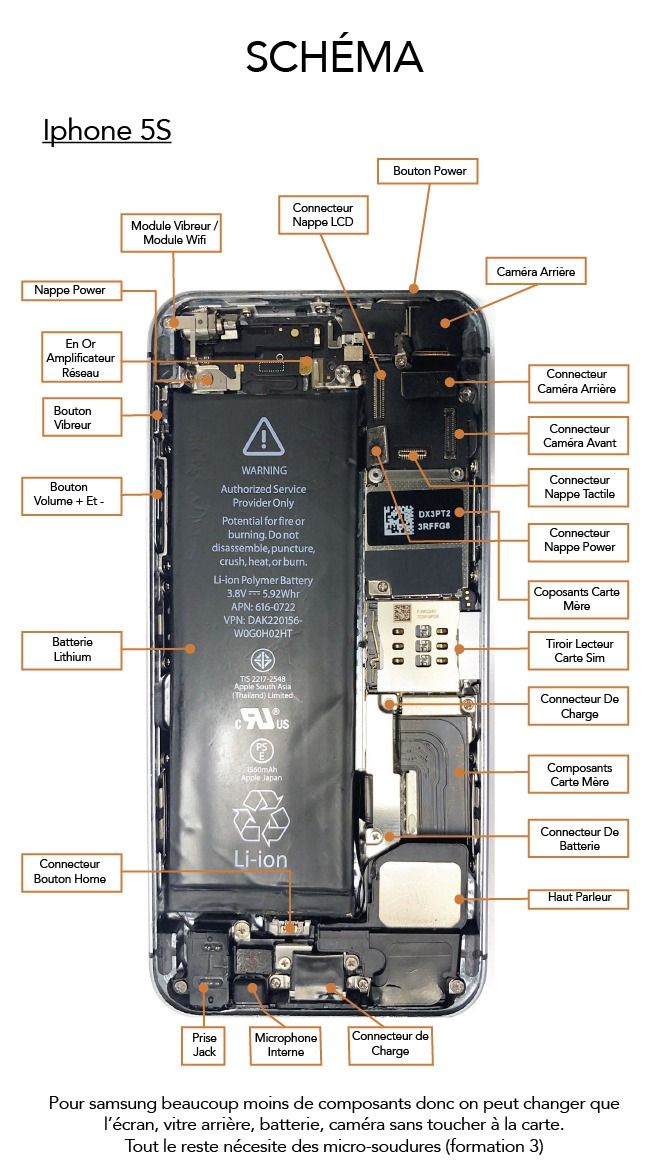 SCHÉMA
Iphone 5S
Bouton Power
Connecteur
Nappe LCD
Module Vibreur /
Module Wifi
Caméra Arrière
Nappe Power
En Or
Amplificateur
Réseau
Connecteur
Caméra Arrière
Bouton
Vibreur
Connecteur
Caméra Avant
Connecteur
Nappe Tactile
Bouton
Volume + Et -
Connecteur
Nappe Power
Coposants Carte
Mère
Batterie
Lithium
Tiroir Lecteur
Carte Sim
Connecteur De
Charge
Composants
Carte Mère
Connecteur De
Batterie
Connecteur
Bouton Home
Haut Parleur
WARNING
Authorized Service
Provider Only
Potential for fire or
burning. Do not
disassemble, puncture,
crush, heat, or burn.
Li-ion Polymer Battery
3.8V 5.92Whr
APN: 616-0722
VPN: DAK220156-
W0G0H02HT
TIS 2217-2548
Apple South Asia
(Thailand) Limited
c RU US
PS
E
1560mAh
Apple Japan
Li-ion
DX3PT2
3RFFG8
Prise
Jack
Microphone
Interne
Connecteur de
Charge
Pour samsung beaucoup moins de composants donc on peut changer que
l’écran, vitre arrière, batterie, caméra sans toucher à la carte.
Tout le reste nécesite des micro-soudures (formation 3)